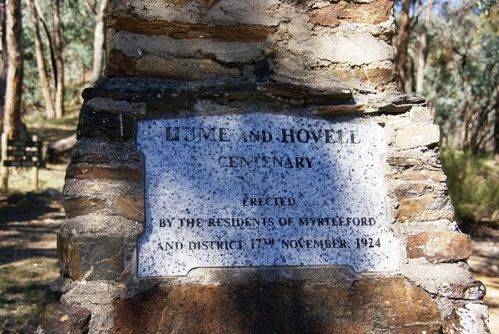 HUME AND HOVELL
CENTENARY
ERECTED
BY THE RESIDENTS OF MYRTLEFORD
AND DISTRICT 17TH NOVEMBER. 1924